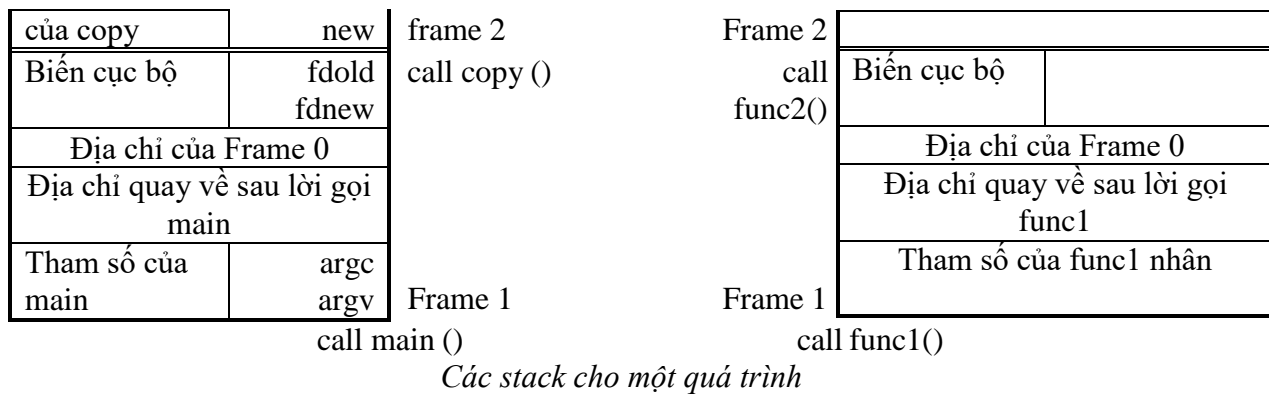 của copy new frame 2 Frame 2
Biến cục bộ fdold call copy () call Biến cục bộ
fdnew func2()
Địa chỉ của Frame 0 Địa chỉ của Frame 0
Địa chỉ quay về sau lời gọi Địa chỉ quay về sau lời gọi
main func1
Tham số của argc Tham số của func1 nhân
main argv Frame 1 Frame 1
call main () call func1()
Các stack cho một quá trình